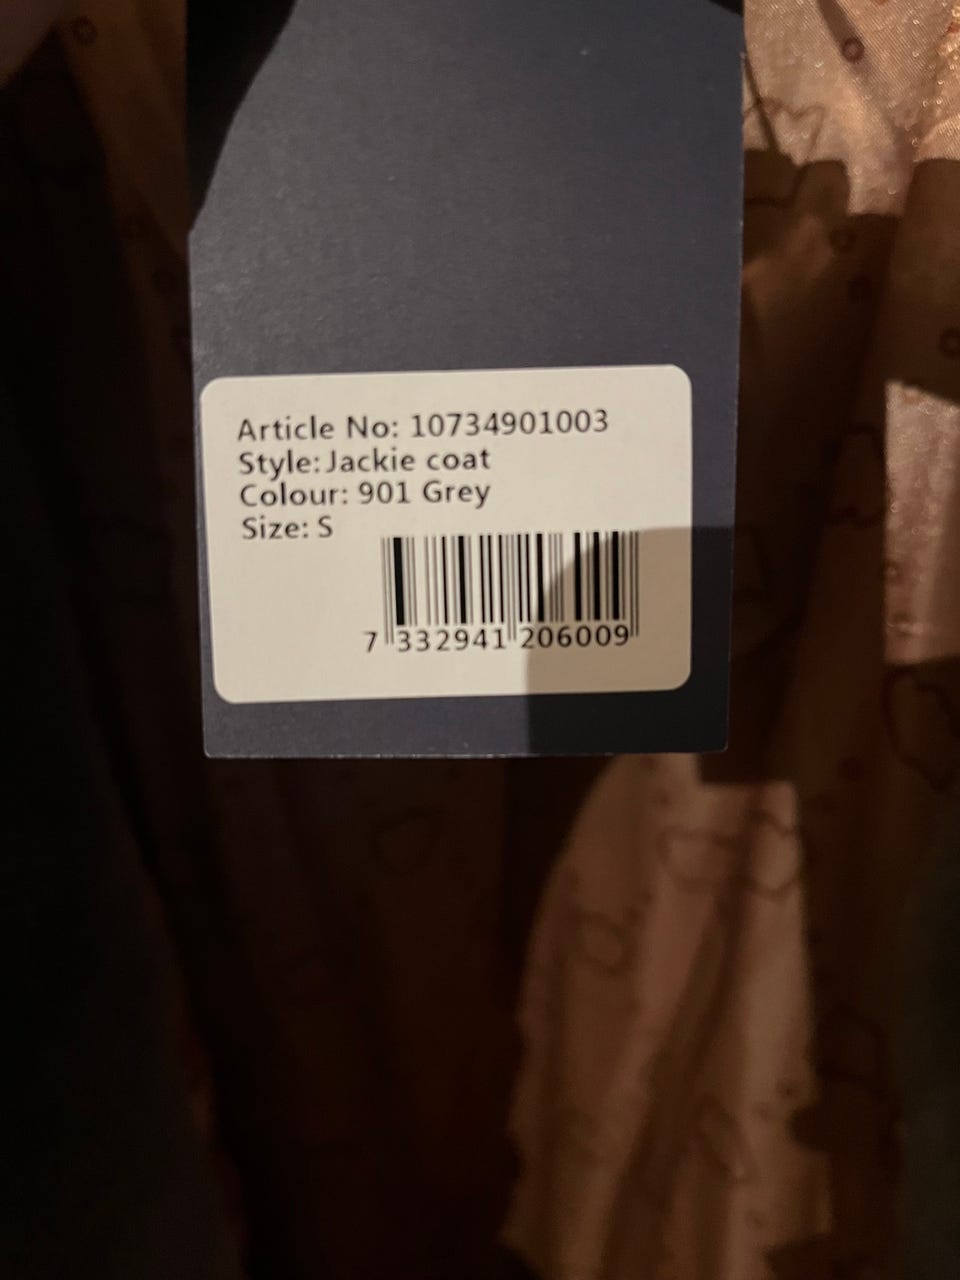 Article No: 10734901003
Style: Jackie coat
Colour: 901 Grey
Size: S
7 332941 206009